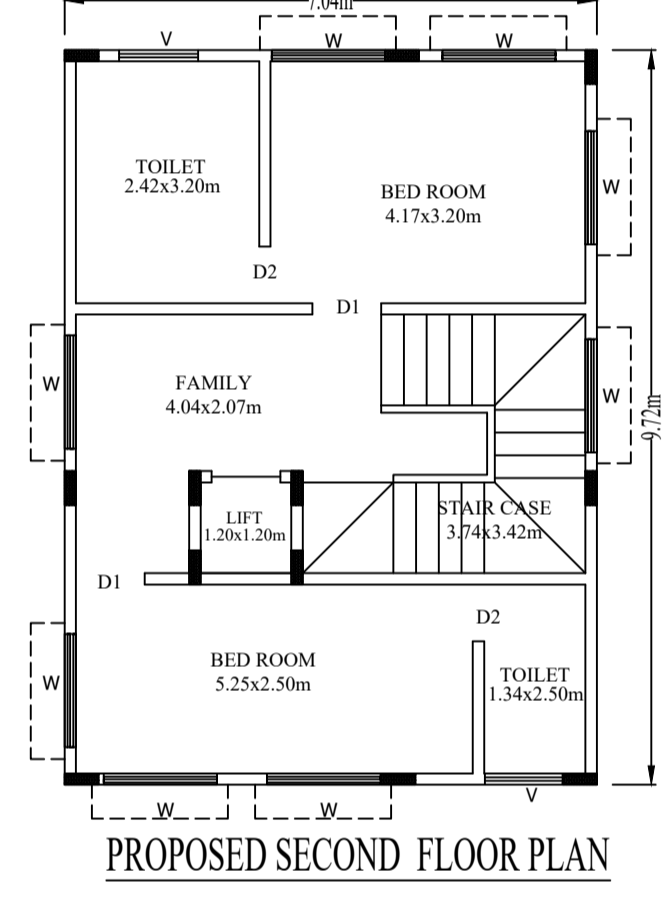 7.04m
V
W
W
TOILET
2.42x3.20m
BED ROOM
4.17x3.20m
W
D2
D1
W
FAMILY
4.04x2.07m
W
9.72m
LIFT
1.20x1.20m
STAIR CASE
3.74x3.42m
D1
D2
BED ROOM
5.25x2.50m
W
TOILET
1.34x2.50m
W
W
V
PROPOSED SECOND FLOOR PLAN